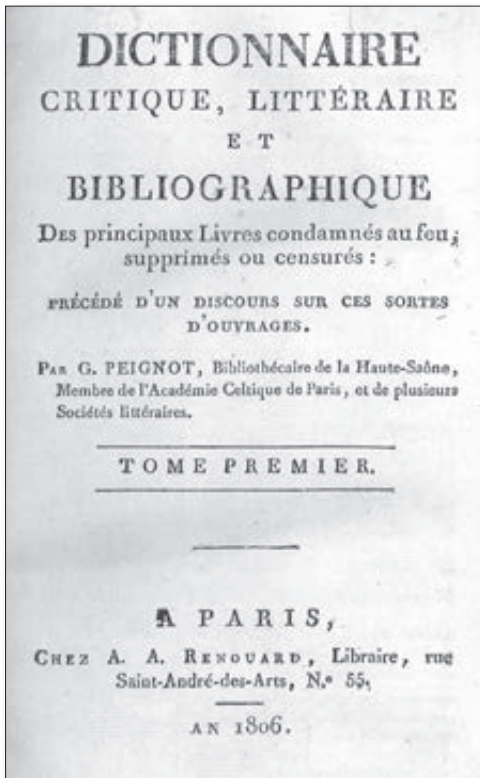 DICTIONNAIRE
CRITIQUE, LITTÉRAIRE
ET
BIBLIOGRAPHIQUE
Des principaux Livres condamnés au feu,
supprimés ou censurés :
PRÉCÉDÉ D'UN DISCOURS SUR CES SORTES
D'OUVRAGES.
PAR G. PEIGNOT, Bibliothécaire de la Haute-Saône,
Membre de l'Académie Celtique de Paris, et de plusieurs
Sociétés littéraires.
TOME PREMIER.
A PARIS,
CHEZ A. A. RENOUARD, Libraire, rue
Saint-André-des-Arts, N.º 55.
AN 1806.